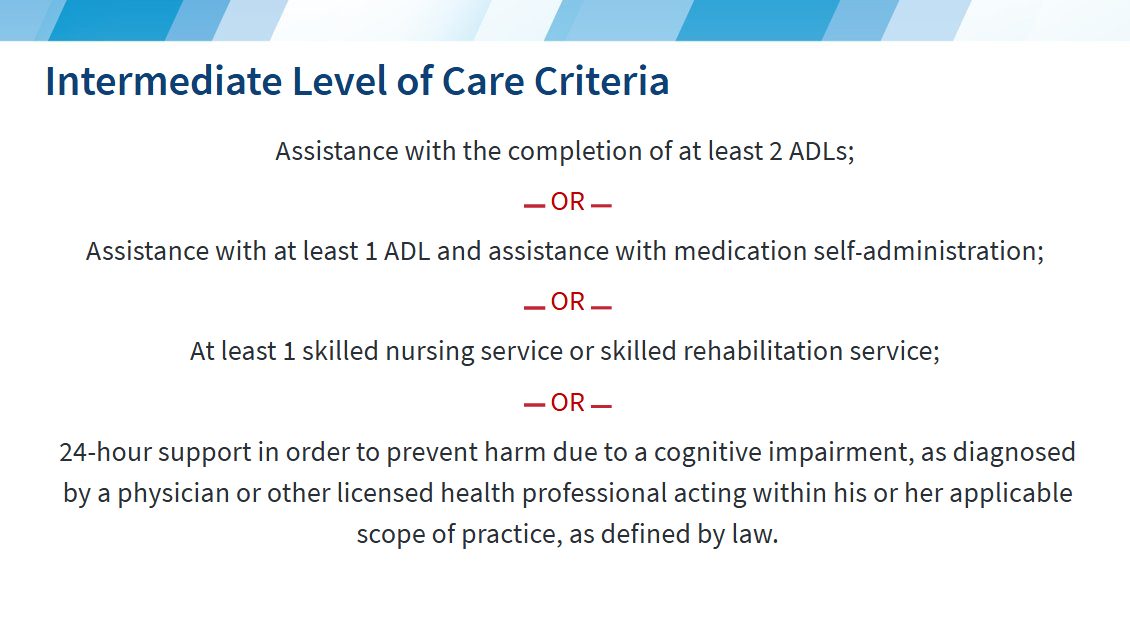 Intermediate Level of Care Criteria
Assistance with the completion of at least 2 ADLs;
— OR —
Assistance with at least 1 ADL and assistance with medication self-administration;
— OR —
At least 1 skilled nursing service or skilled rehabilitation service;
— OR —
24-hour support in order to prevent harm due to a cognitive impairment, as diagnosed
by a physician or other licensed health professional acting within his or her applicable
scope of practice, as defined by law.